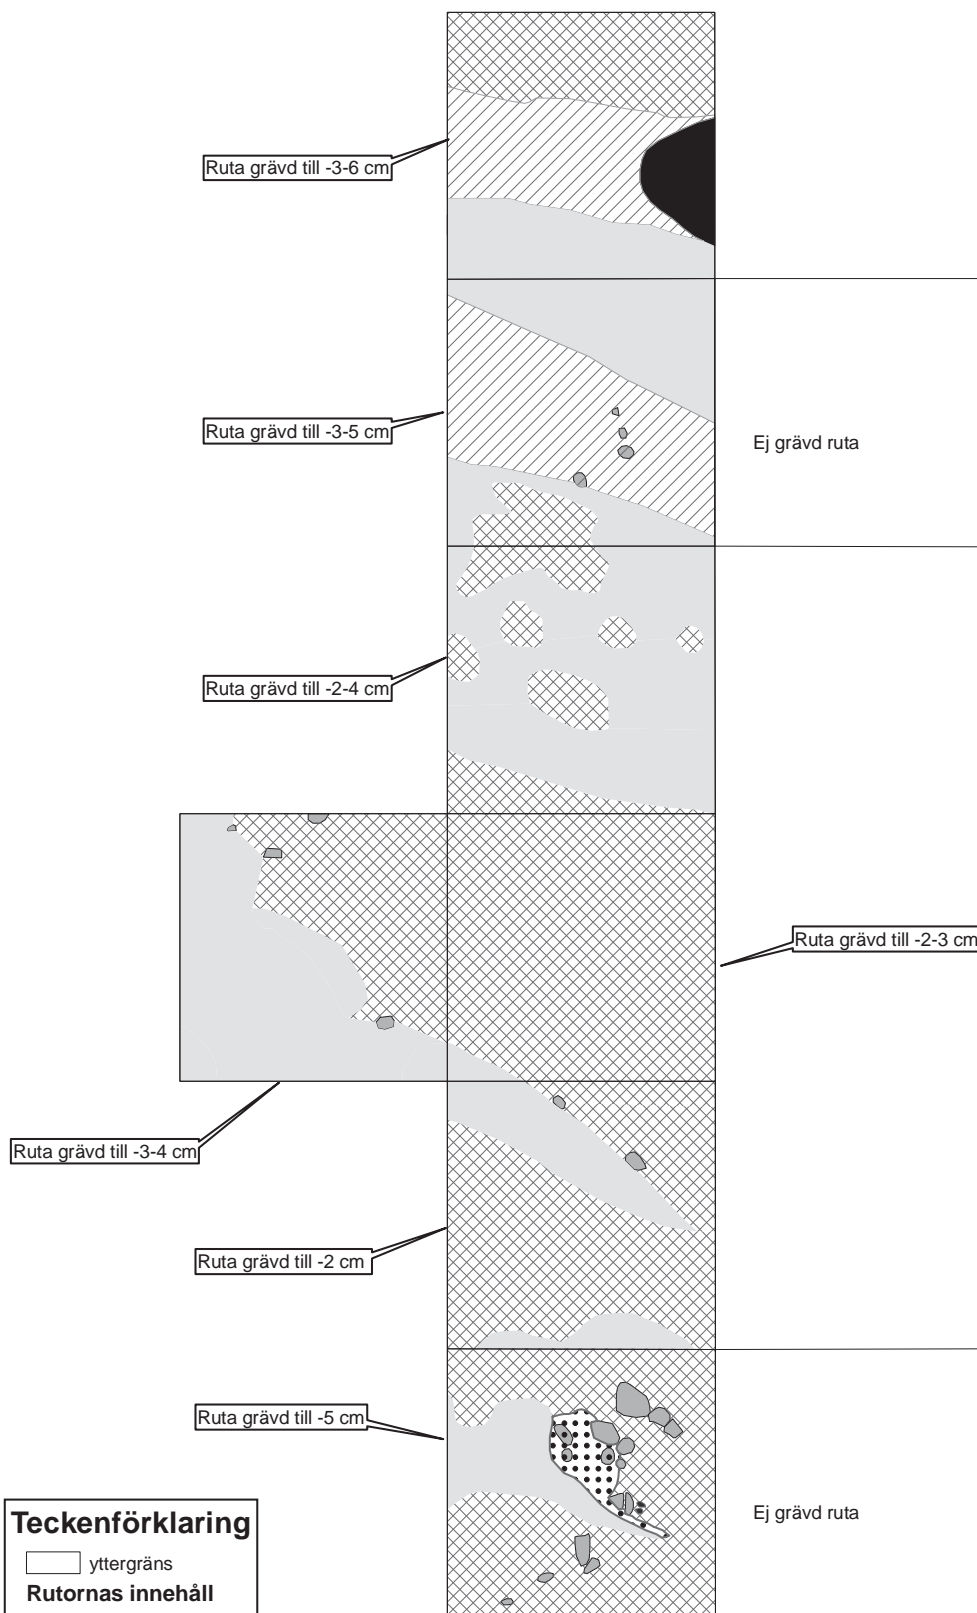 Ruta grävd till -3-6 cm
Ruta grävd till -3-5 cm
Ej grävd ruta
Ruta grävd till -2-4 cm
Ruta grävd till -2-3 cm
Ruta grävd till -3-4 cm
Ruta grävd till -2 cm
Ruta grävd till -5 cm
Ej grävd ruta
Teckenförklaring
yttergräns
Rutornas innehåll